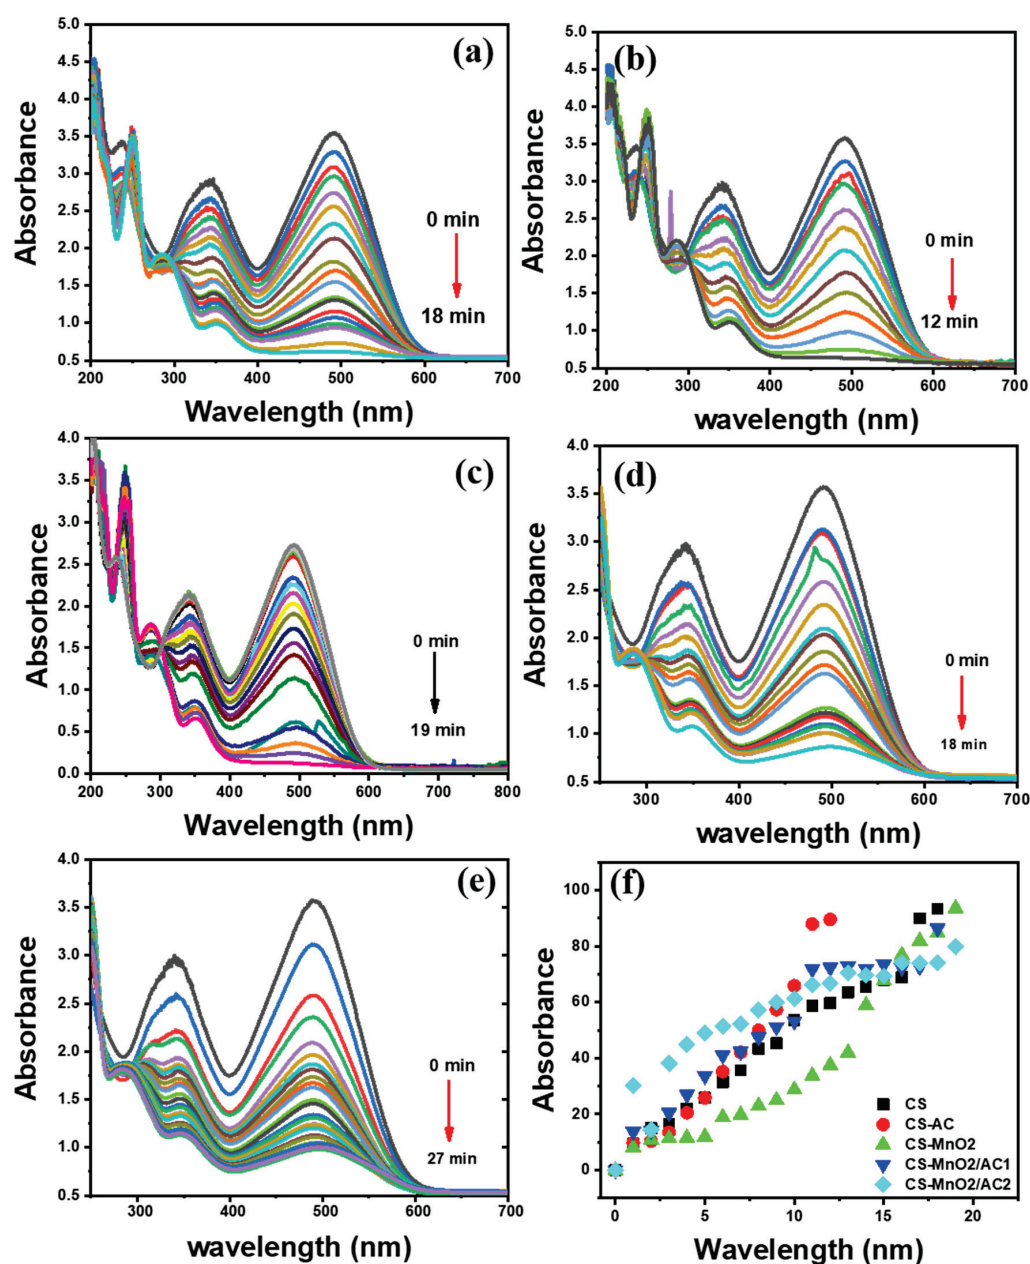 (a)
5.0
4.5
4.0
3.5
3.0
2.5
2.0
1.5
1.0
0.5
200 300 400 500 600 700
Absorbance
Wavelength (nm)
0 min
18 min
(b)
5.0
4.5
4.0
3.5
3.0
2.5
2.0
1.5
1.0
0.5
200 300 400 500 600 700
Absorbance
wavelength (nm)
0 min
12 min
(c)
4.0
3.5
3.0
2.5
2.0
1.5
1.0
0.5
0.0
200 300 400 500 600 700 800
Absorbance
Wavelength (nm)
0 min
19 min
(d)
4.0
3.5
3.0
2.5
2.0
1.5
1.0
0.5
300 400 500 600 700
Absorbance
wavelength (nm)
0 min
18 min
(e)
4.0
3.5
3.0
2.5
2.0
1.5
1.0
0.5
300 400 500 600 700
Absorbance
wavelength (nm)
0 min
27 min
(f)
100
80
60
40
20
0
0 5 10 15 20
Absorbance
Wavelength (nm)
CS
CS-AC
CS-MnO2
CS-MnO2/AC1
CS-MnO2/AC2